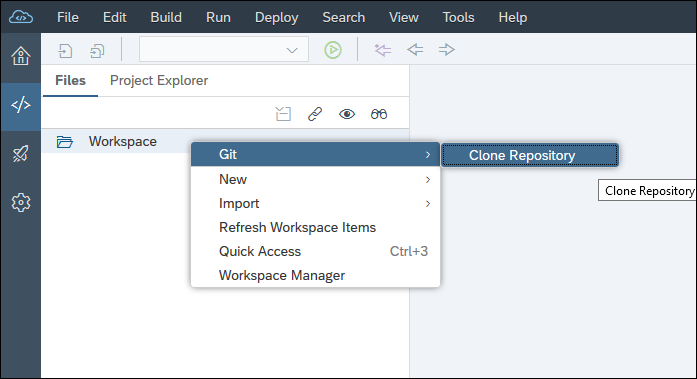 File Edit Build Run Deploy Search View Tools Help
Files Project Explorer
Workspace
Git
Clone Repository
Clone Repository
New
Import
Refresh Workspace Items
Quick Access Ctrl+3
Workspace Manager